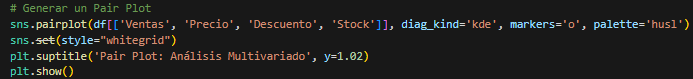 # Generar un Pair Plot
sns.pairplot(df[['Ventas', 'Precio', 'Descuento', 'Stock']], diag_kind='kde', markers='o', palette='husl')
sns.set(style="whitegrid")
plt.suptitle('Pair Plot: Análisis Multivariado', y=1.02)
plt.show()